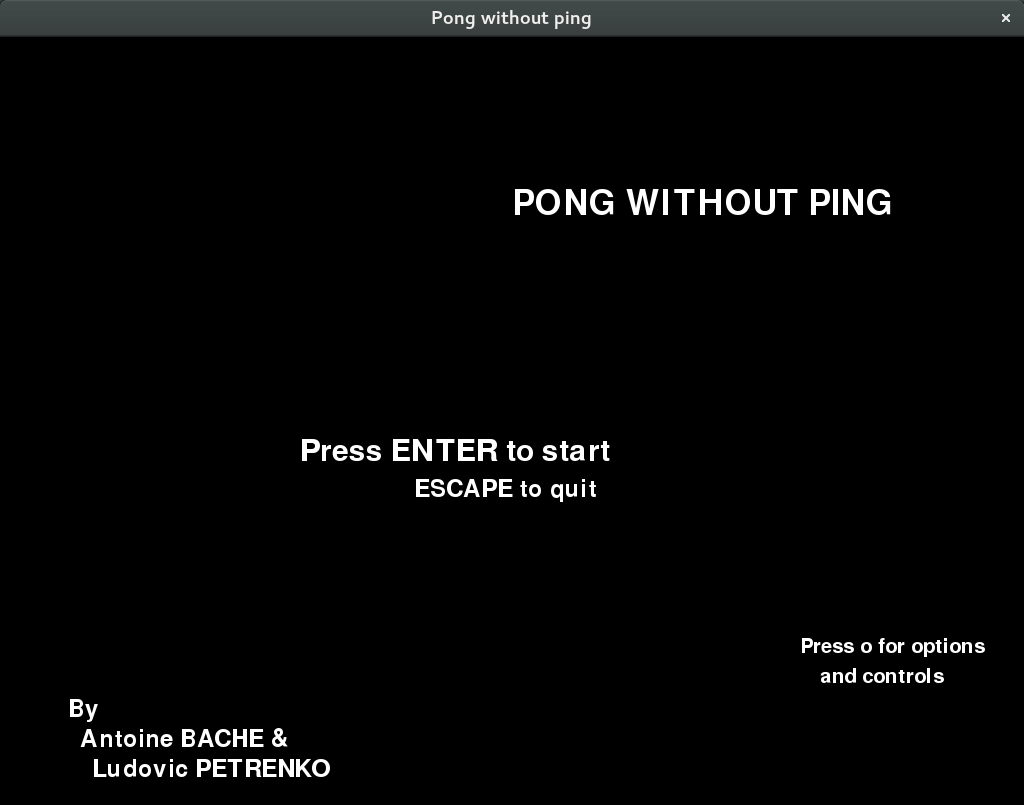 Pong without ping
PONG WITHOUT PING
Press ENTER to start
ESCAPE to quit
Press o for options
and controls
By
Antoine BACHE &
Ludovic PETRENKO